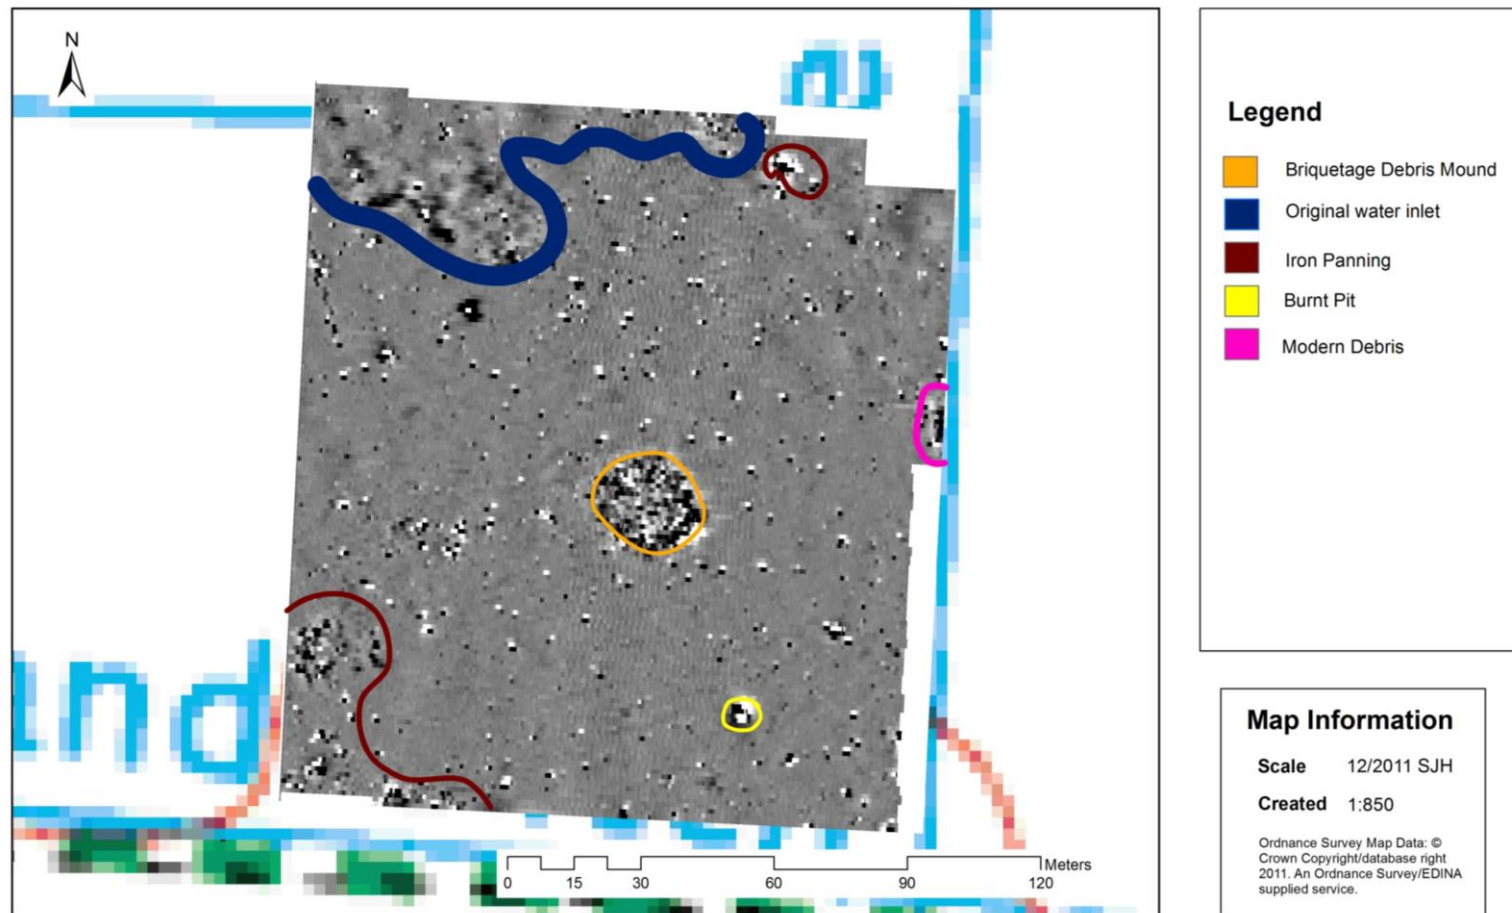 N
and
Legend
Briquetage Debris Mound
Original water inlet
Iron Panning
Burnt Pit
Modern Debris
Map Information
Scale 12/2011 SJH
Created 1:850
Ordnance Survey Map Data: ©
Crown Copyright/database right
2011. An Ordnance Survey/EDINA
supplied service.
Meters
0 15 30 60 90 120